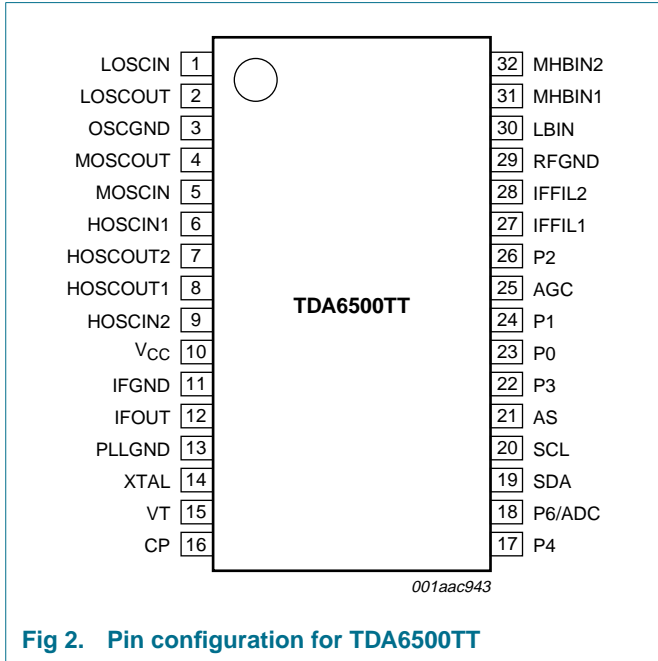 LOSCIN 1
LOSCOUT 2
OSCGND 3
MOSCOUT 4
MOSCIN 5
HOSCIN1 6
HOSCOUT2 7
HOSCOUT1 8
HOSCIN2 9
VCC 10
IFGND 11
IFOUT 12
PLLGND 13
XTAL 14
VT 15
CP 16
TDA6500TT
32 MHBIN2
31 MHBIN1
30 LBIN
29 RFGND
28 IFFIL2
27 IFFIL1
26 P2
25 AGC
24 P1
23 P0
22 P3
21 AS
20 SCL
19 SDA
18 P6/ADC
17 P4
001aac943
Fig 2. Pin configuration for TDA6500TT